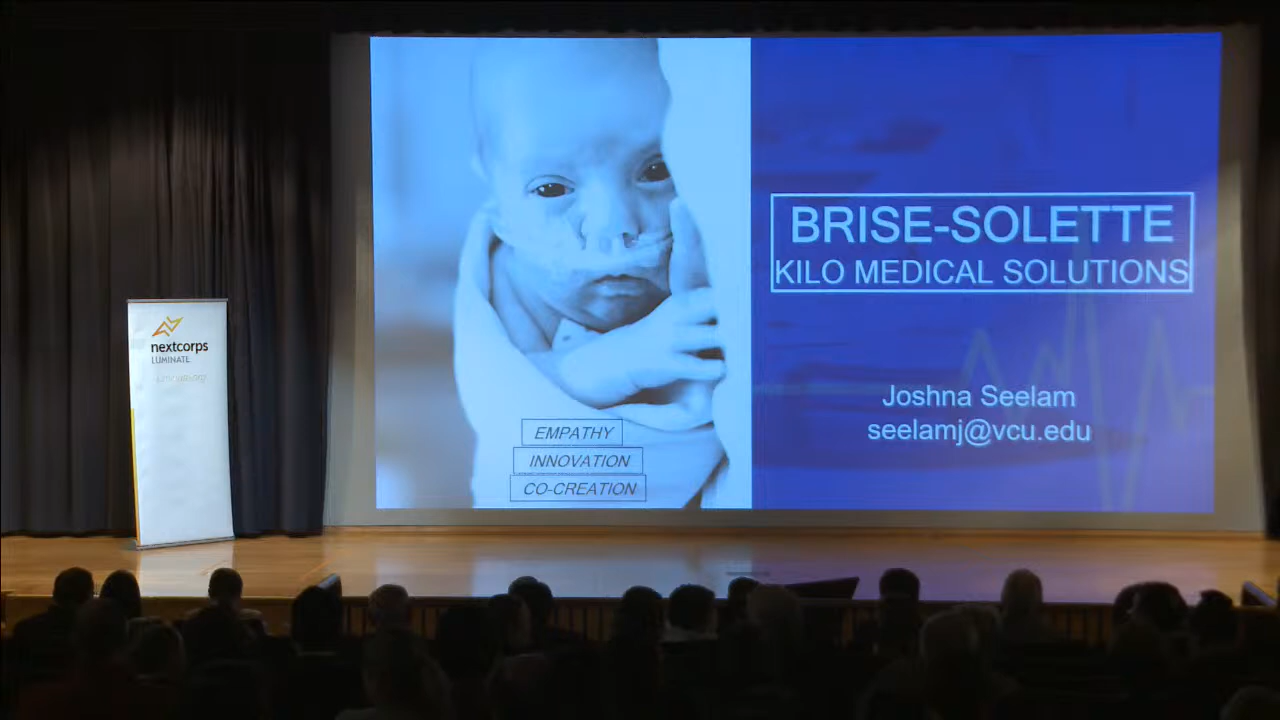 nextcorps
LUMINATE
BRISE-SOLETTE
KILO MEDICAL SOLUTIONS
Joshna Seelam
seelamj@vcu.edu
EMPATHY
INNOVATION
CO-CREATION